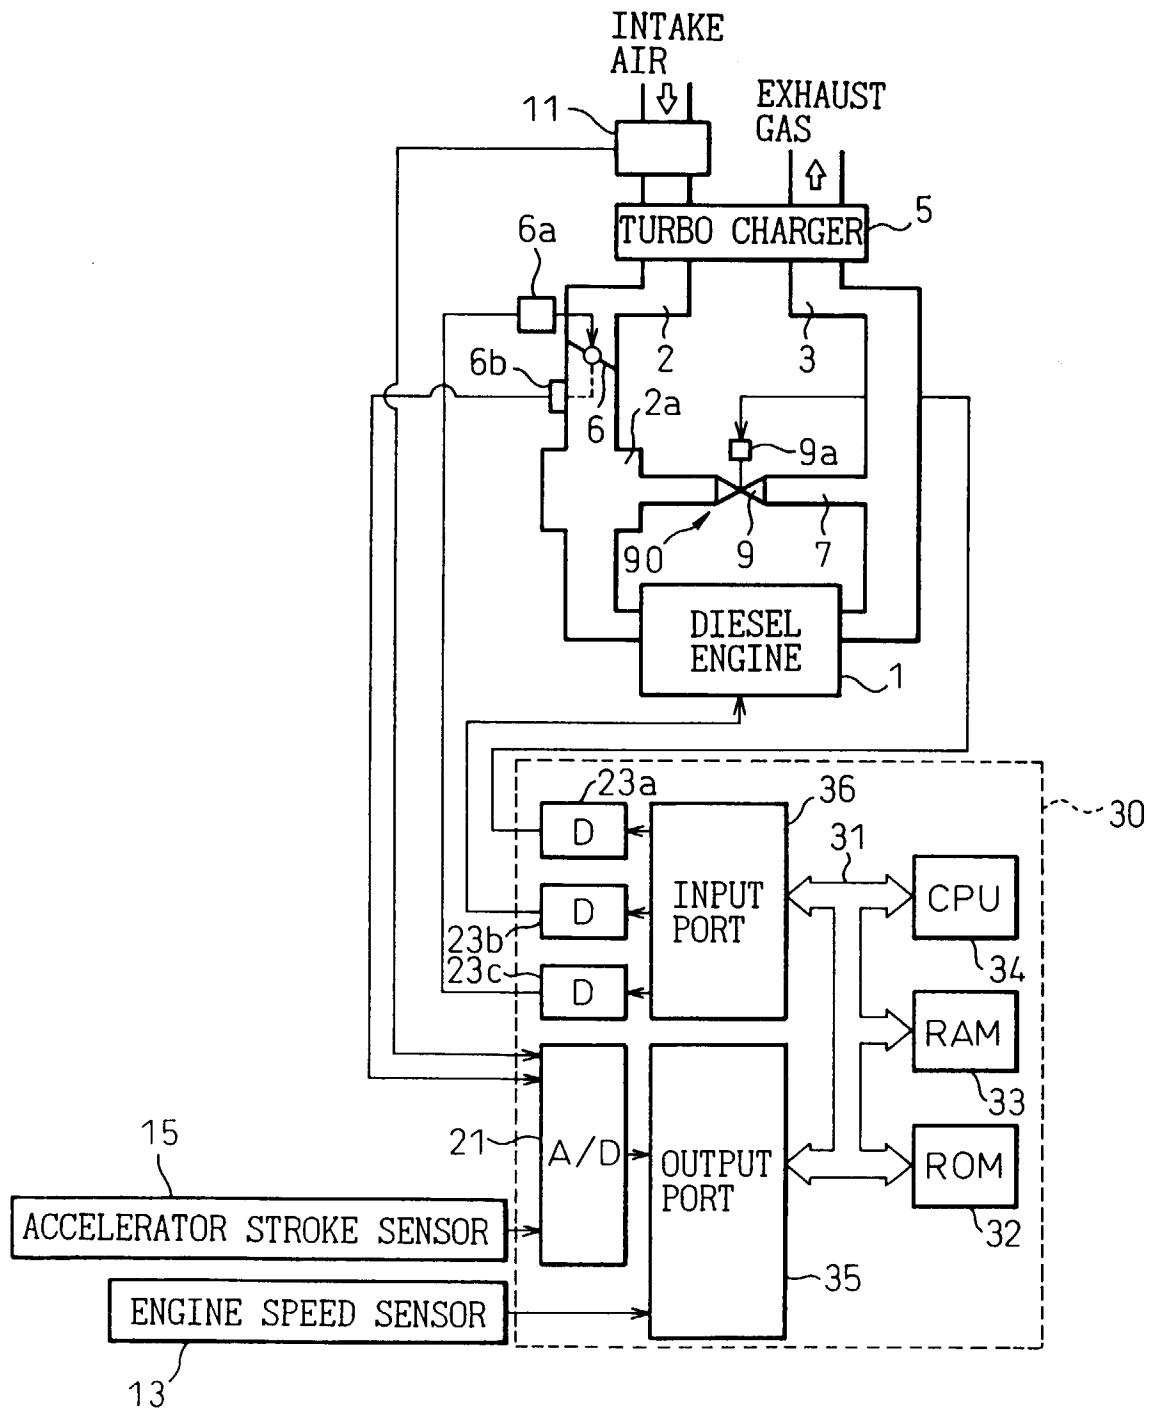 INTAKE
AIR
EXHAUST
GAS
11
5
TURBO CHARGER
6a
6b
2
3
6
2a
9a
90
9
7
DIESEL
ENGINE
1
23a
36
30
D
31
INPUT
PORT
CPU
D
23b
34
23c
D
RAM
33
15
21
A/D
OUTPUT
PORT
ROM
32
ACCELERATOR STROKE SENSOR
35
ENGINE SPEED SENSOR
13